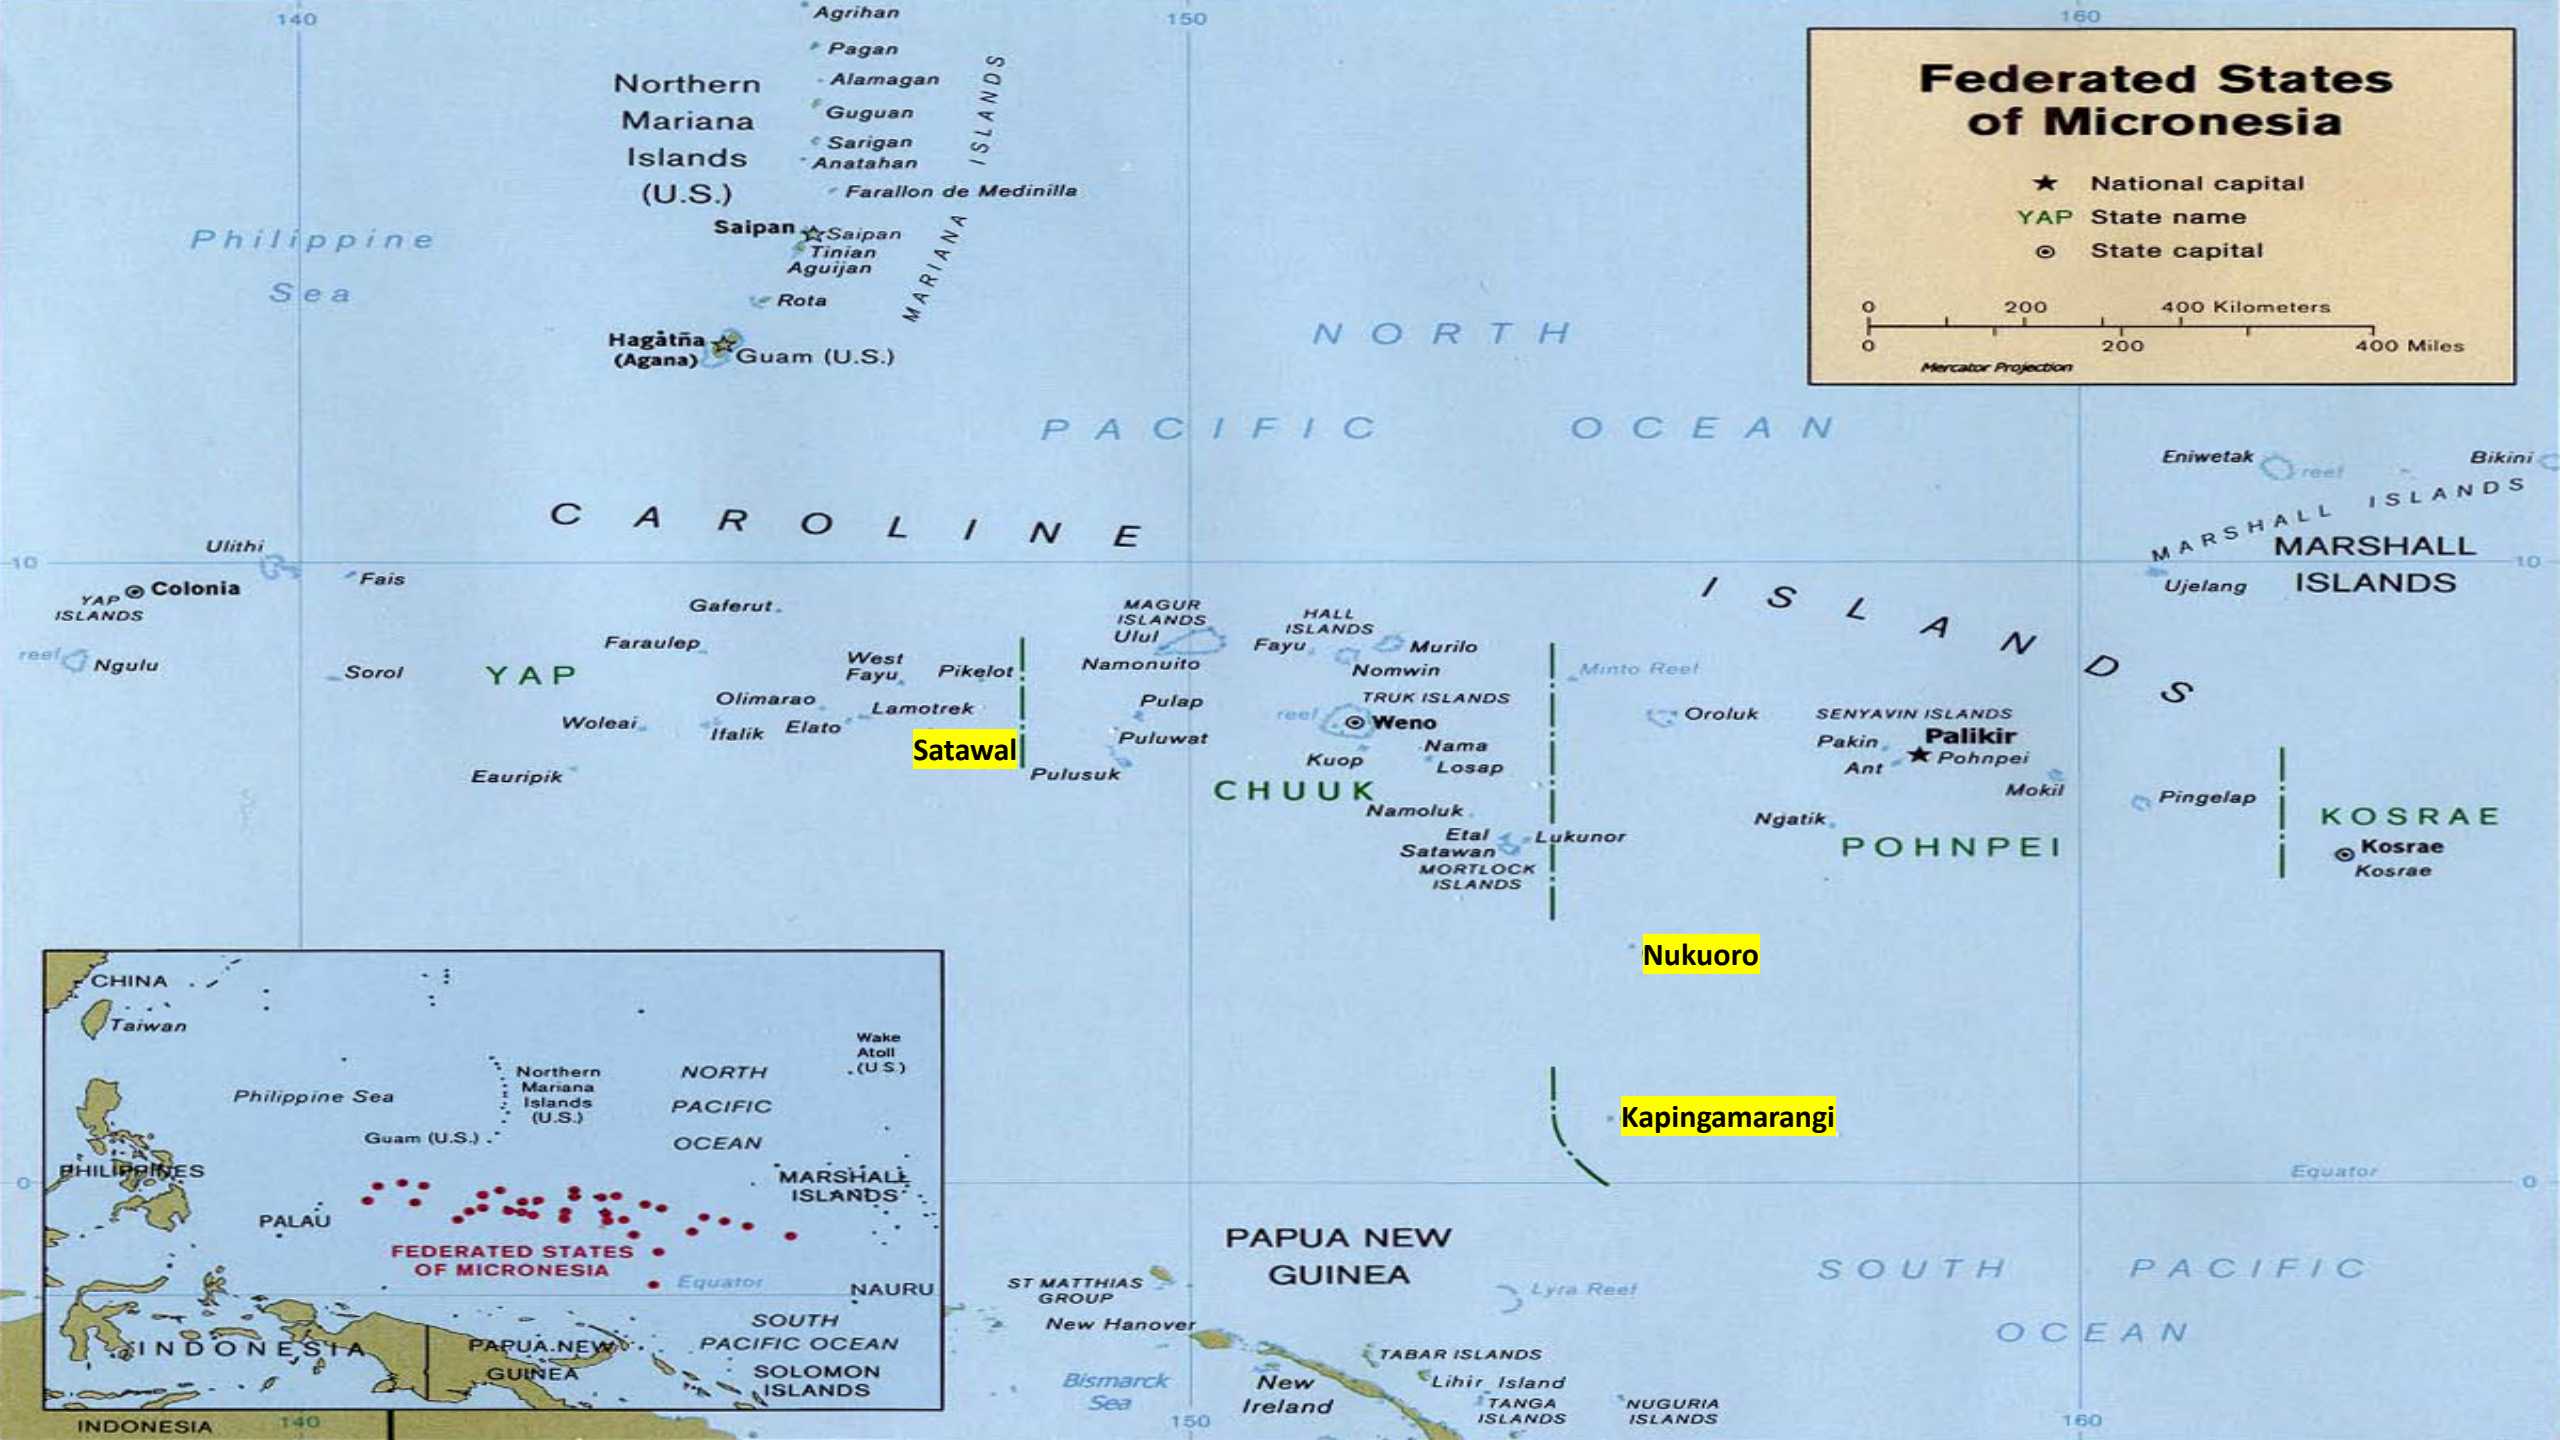 140
150
160
Agrihan
Pagan
Alamagan
Guguan
Sarigan
Anatahan
Farallon de Medinilla
Northern
Mariana
Islands
(U.S.)
MARIANA ISLANDS
Saipan
Saipan
Tinian
Aguijan
Rota
Hagåtña
(Agana)
Guam (U.S.)
Philippine
Sea
Federated States
of Micronesia
National capital
YAP State name
State capital
0 200 400 Kilometers
0 200 400 Miles
Mercator Projection
NORTH
PACIFIC OCEAN
CAROLINE ISLANDS
Eniwetak
reef
Bikini
MARSHALL ISLANDS
MARSHALL
ISLANDS
Ujelang
10
10
Ulithi
Colonia
YAP
ISLANDS
Fais
reef
Ngulu
Sorol
YAP
Gaferut
Faraulep
West
Fayu
Pikelot
Olimarao
Lamotrek
Woleai
Ifalik
Elato
Satawal
Eauripik
MAGUR
ISLANDS
Ulul
Namonuito
Pulap
Puluwat
Pulusuk
HALL
ISLANDS
Fayu
Murilo
Nomwin
TRUK ISLANDS
reef
Weno
Kuop
Nama
Losap
CHUUK
Namoluk
Etal
Lukunor
Satawan
MORTLOCK
ISLANDS
Minto Reef
Oroluk
SENYAVIN ISLANDS
Pakin
Palikir
Ant
Pohnpei
Mokil
Ngatik
POHNPEI
Pingelap
KOSRAE
Kosrae
Kosrae
Nukuoro
Kapingamarangi
Equator
0
0
PAPUA NEW
GUINEA
ST MATTHIAS
GROUP
New Hanover
Lyra Reef
SOUTH PACIFIC
OCEAN
Bismarck
Sea
New
Ireland
TABAR ISLANDS
Lihir Island
TANGA
ISLANDS
NUGURIA
ISLANDS
CHINA
Taiwan
Philippine Sea
Northern
Mariana
Islands
(U.S.)
Guam (U.S.)
NORTH
PACIFIC
OCEAN
Wake
Atoll
(U.S.)
PHILIPPINES
MARSHALL
ISLANDS
PALAU
FEDERATED STATES
OF MICRONESIA
Equator
NAURU
INDONESIA
PAPUA NEW
GUINEA
SOUTH
PACIFIC OCEAN
SOLOMON
ISLANDS
INDONESIA
140
150
160